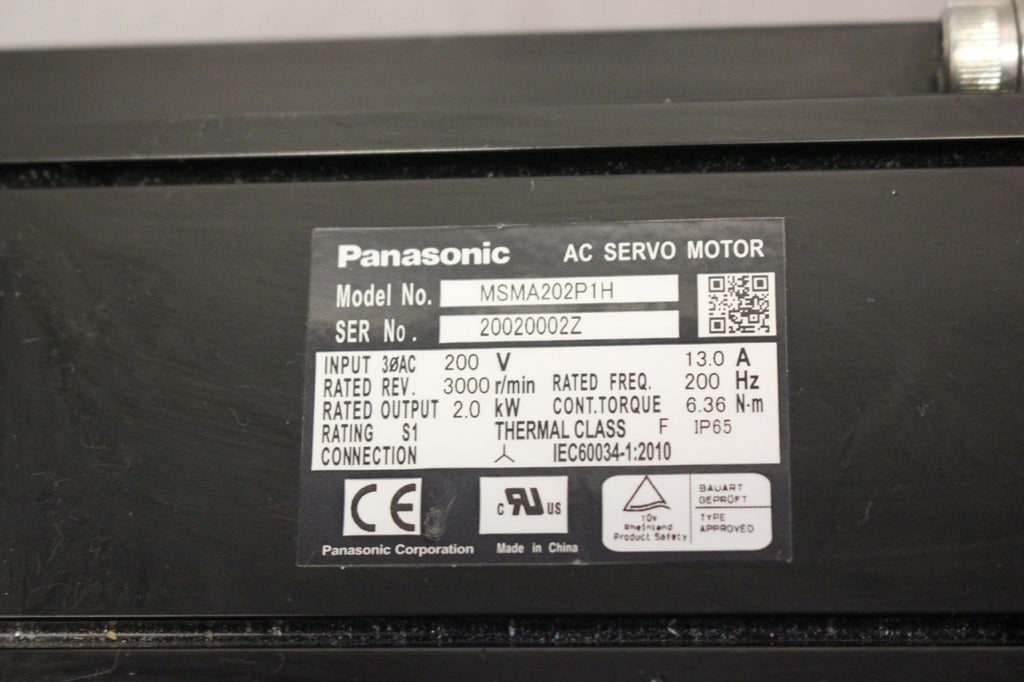 Panasonic AC SERVO MOTOR
Model No. MSMA202P1H
SER No. 20020002Z
INPUT 3øAC 200 V 13.0 A
RATED REV. 3000 r/min RATED FREQ. 200 Hz
RATED OUTPUT 2.0 kW CONT.TORQUE 6.36 N·m
RATING S1 THERMAL CLASS F IP65
CONNECTION IEC60034-1:2010
CE
c RU US
TÜV
Rheinland
Product Safety
BAUART
GEPRÜFT
TYPE
APPROVED
Panasonic Corporation Made in China